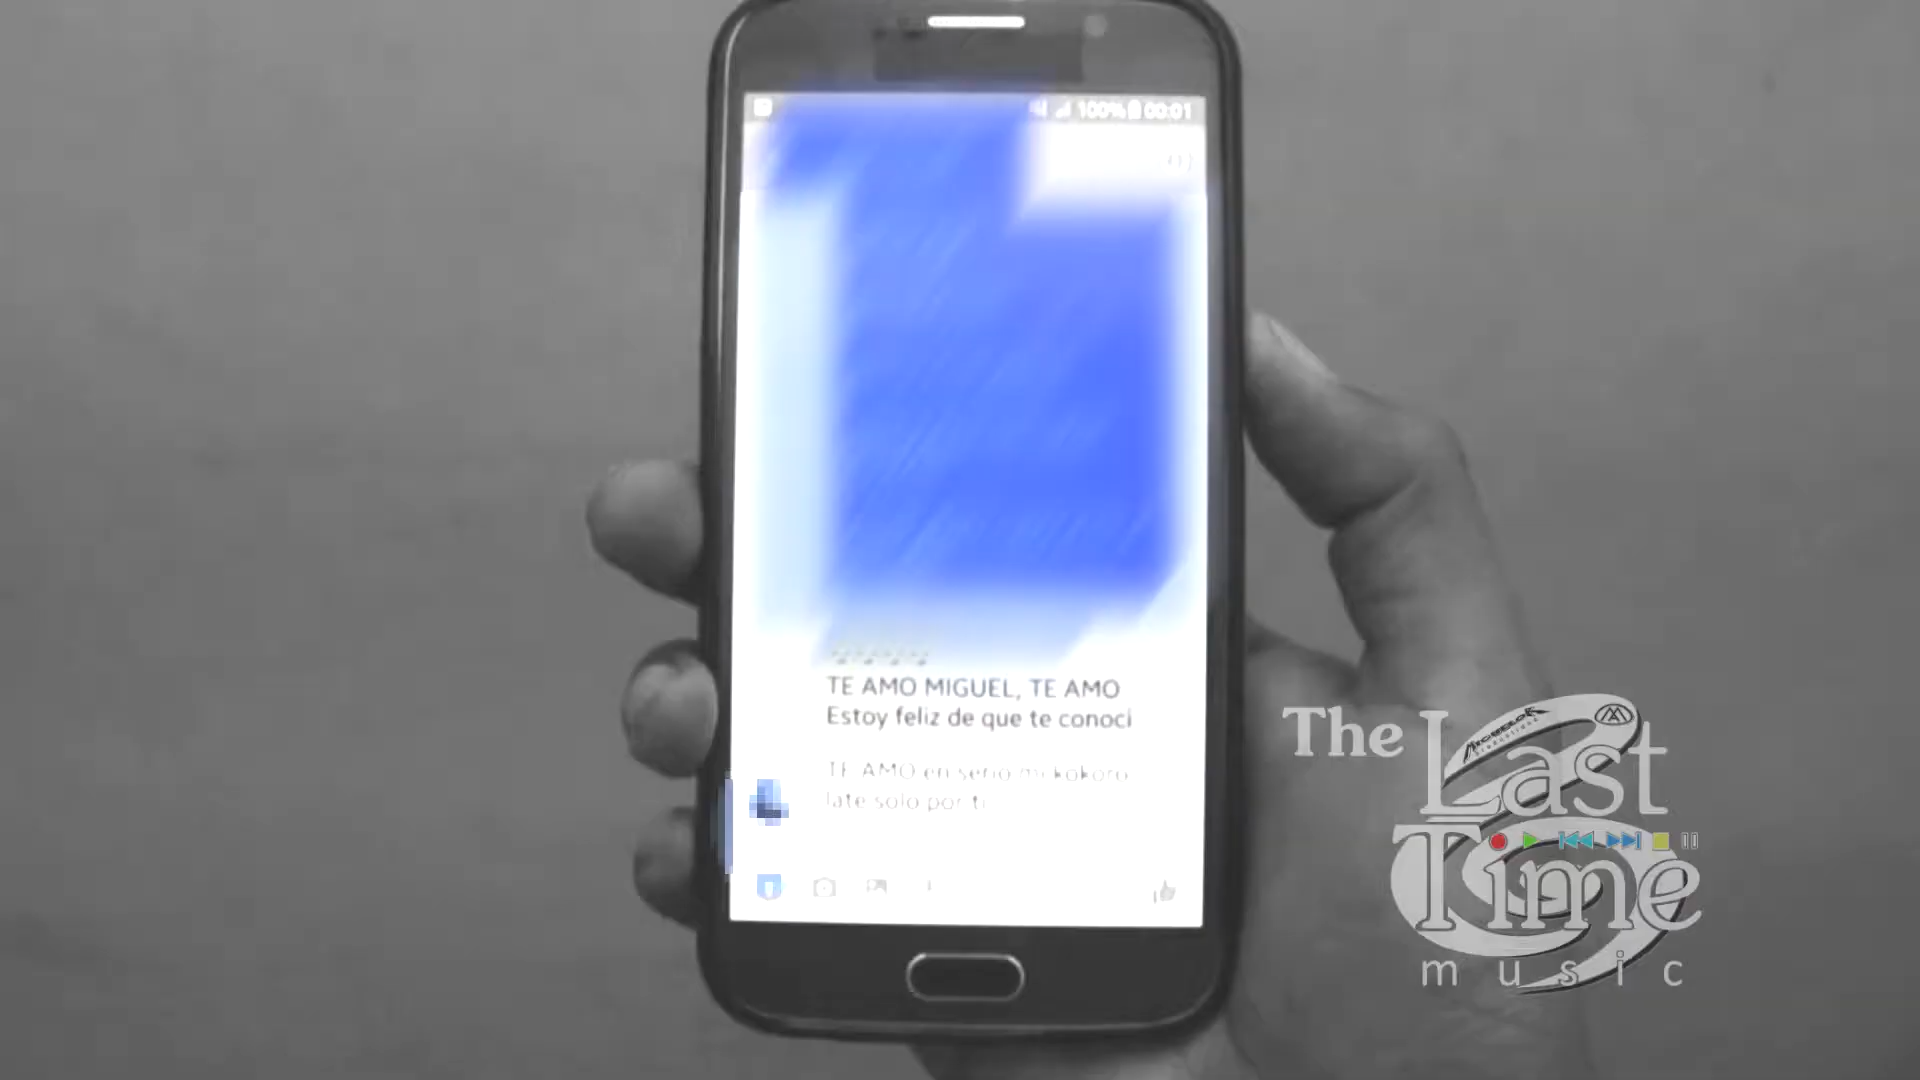 100% 00:01
TE AMO MIGUEL, TE AMO
Estoy feliz de que te conoci
TE AMO en serio mi kokoro
late solo por ti
The
Last
Time
music